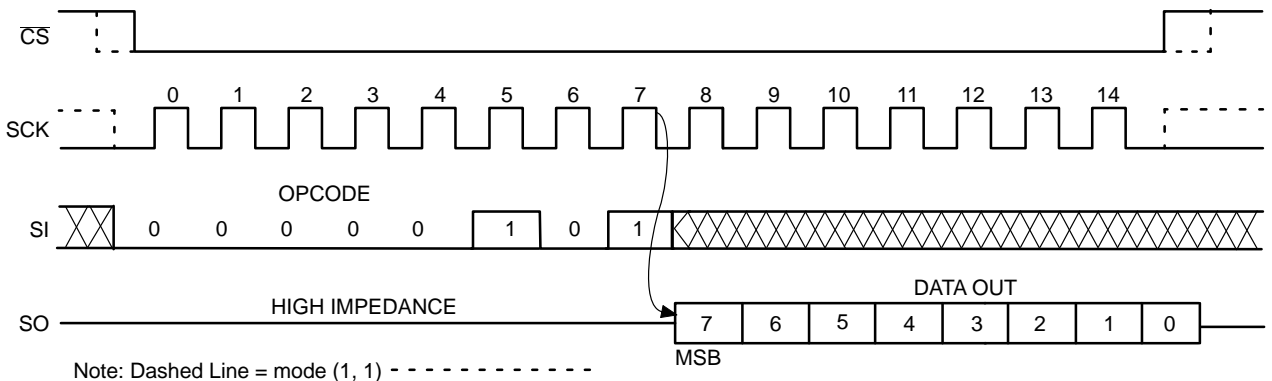 CS
0 1 2 3 4 5 6 7 8 9 10 11 12 13 14
SCK
OPCODE
SI 0 0 0 0 0 1 0 1
HIGH IMPEDANCE
DATA OUT
SO 7 6 5 4 3 2 1 0
MSB
Note: Dashed Line = mode (1, 1)